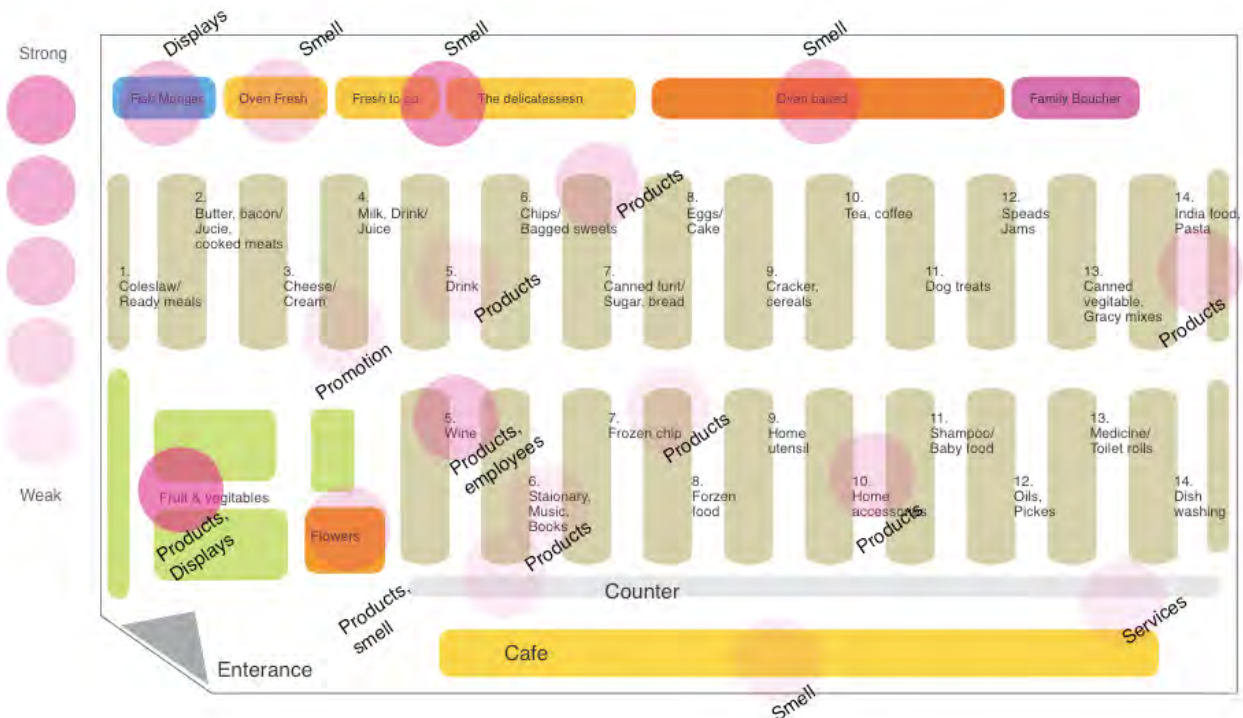 Displays
Smell
Smell
Smell
Strong
Fish Monger
Oven Fresh
Fresh to go
The delicatessesn
Oven baked
Family Boucher
Products
2.
Butter, bacon/
Jucie,
cooked meats
4.
Milk, Drink/
Juice
6.
Chips/
Bagged sweets
8.
Eggs/
Cake
10.
Tea, coffee
12.
Speads
Jams
14.
India food,
Pasta
1.
Coleslaw/
Ready meals
3.
Cheese/
Cream
5.
Drink
7.
Canned furit/
Sugar, bread
9.
Cracker,
cereals
11.
Dog treats
13.
Canned
vegitable,
Gracy mixes
Products
Products
Promotion
5.
Wine
7.
Frozen chip
9.
Home
utensil
11.
Shampoo/
Baby food
13.
Medicine/
Toilet roils
Products,
employees
Products
Weak
Fruit & vegitables
6.
Staionary,
Music,
Books
8.
Forzen
food
10.
Home
accessories
12.
Oils,
Pickes
14.
Dish
washing
Products,
Displays
Flowers
Products
Products
Products,
smell
Counter
Services
Enterance
Cafe
Smell